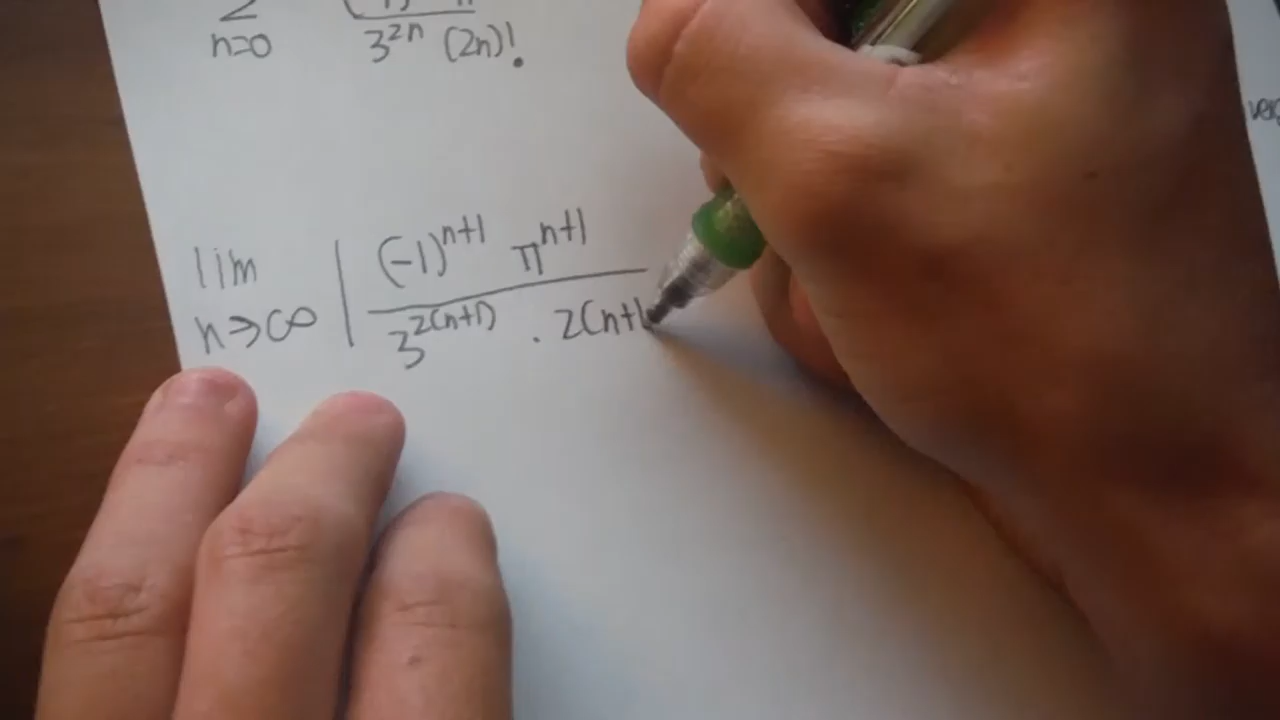 ∑ n=0 3^{2n} (2n)!
lim n→∞ | (-1)^{n+1} π^{n+1} / 3^{2(n+1)} · 2(n+1